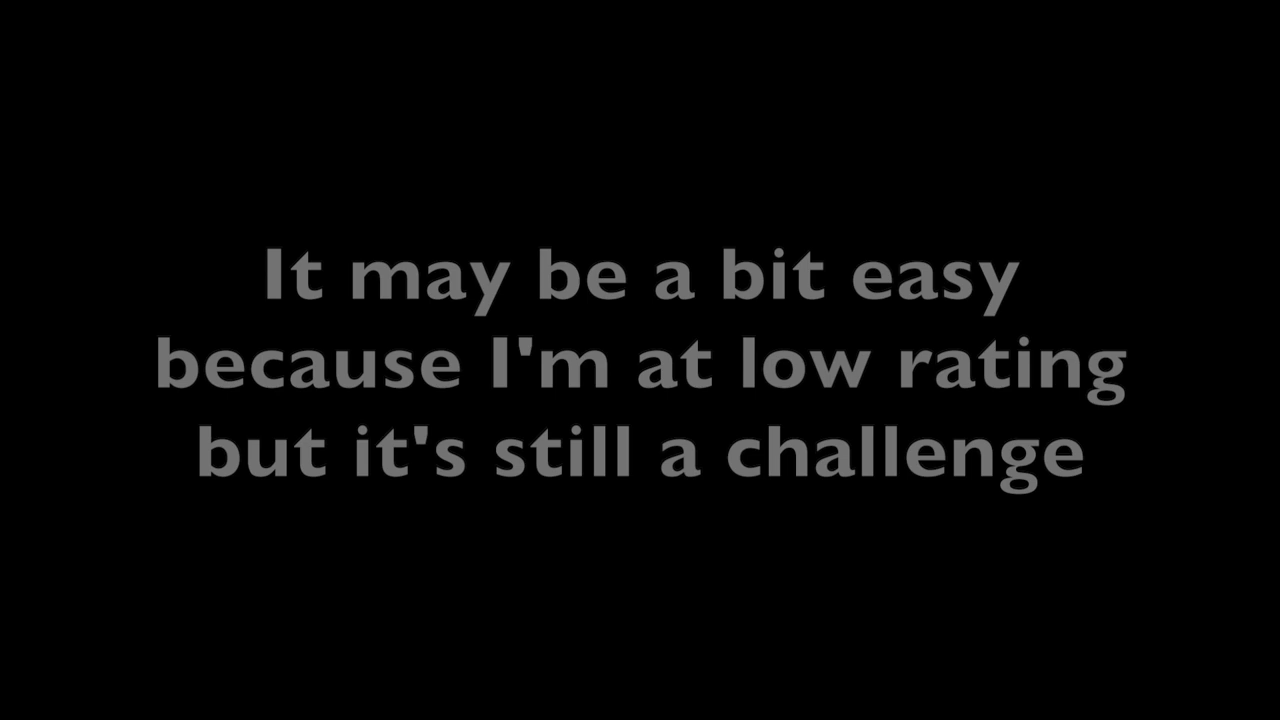 It may be a bit easy
because I'm at low rating
but it's still a challenge